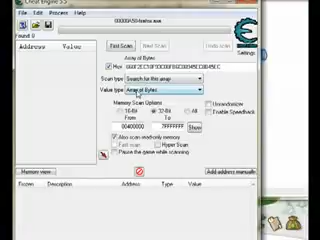 Cheat Engine 5.5
File Edit Process Help
Found: 0
Address Value
First Scan Next Scan Undo Scan
Settings
Array of Bytes
Hex
Scan type Search for this array
Value type Array of Bytes
Memory Scan Options
16-Bit 32-Bit All
From To
00400000 7FFFFFFF Show
Also scan read-only memory
Fast scan Hyper Scan
Pause the game while scanning
Unrandomizer
Enable Speedhack
Memory view Add address manually
Frozen Description Address Type Value